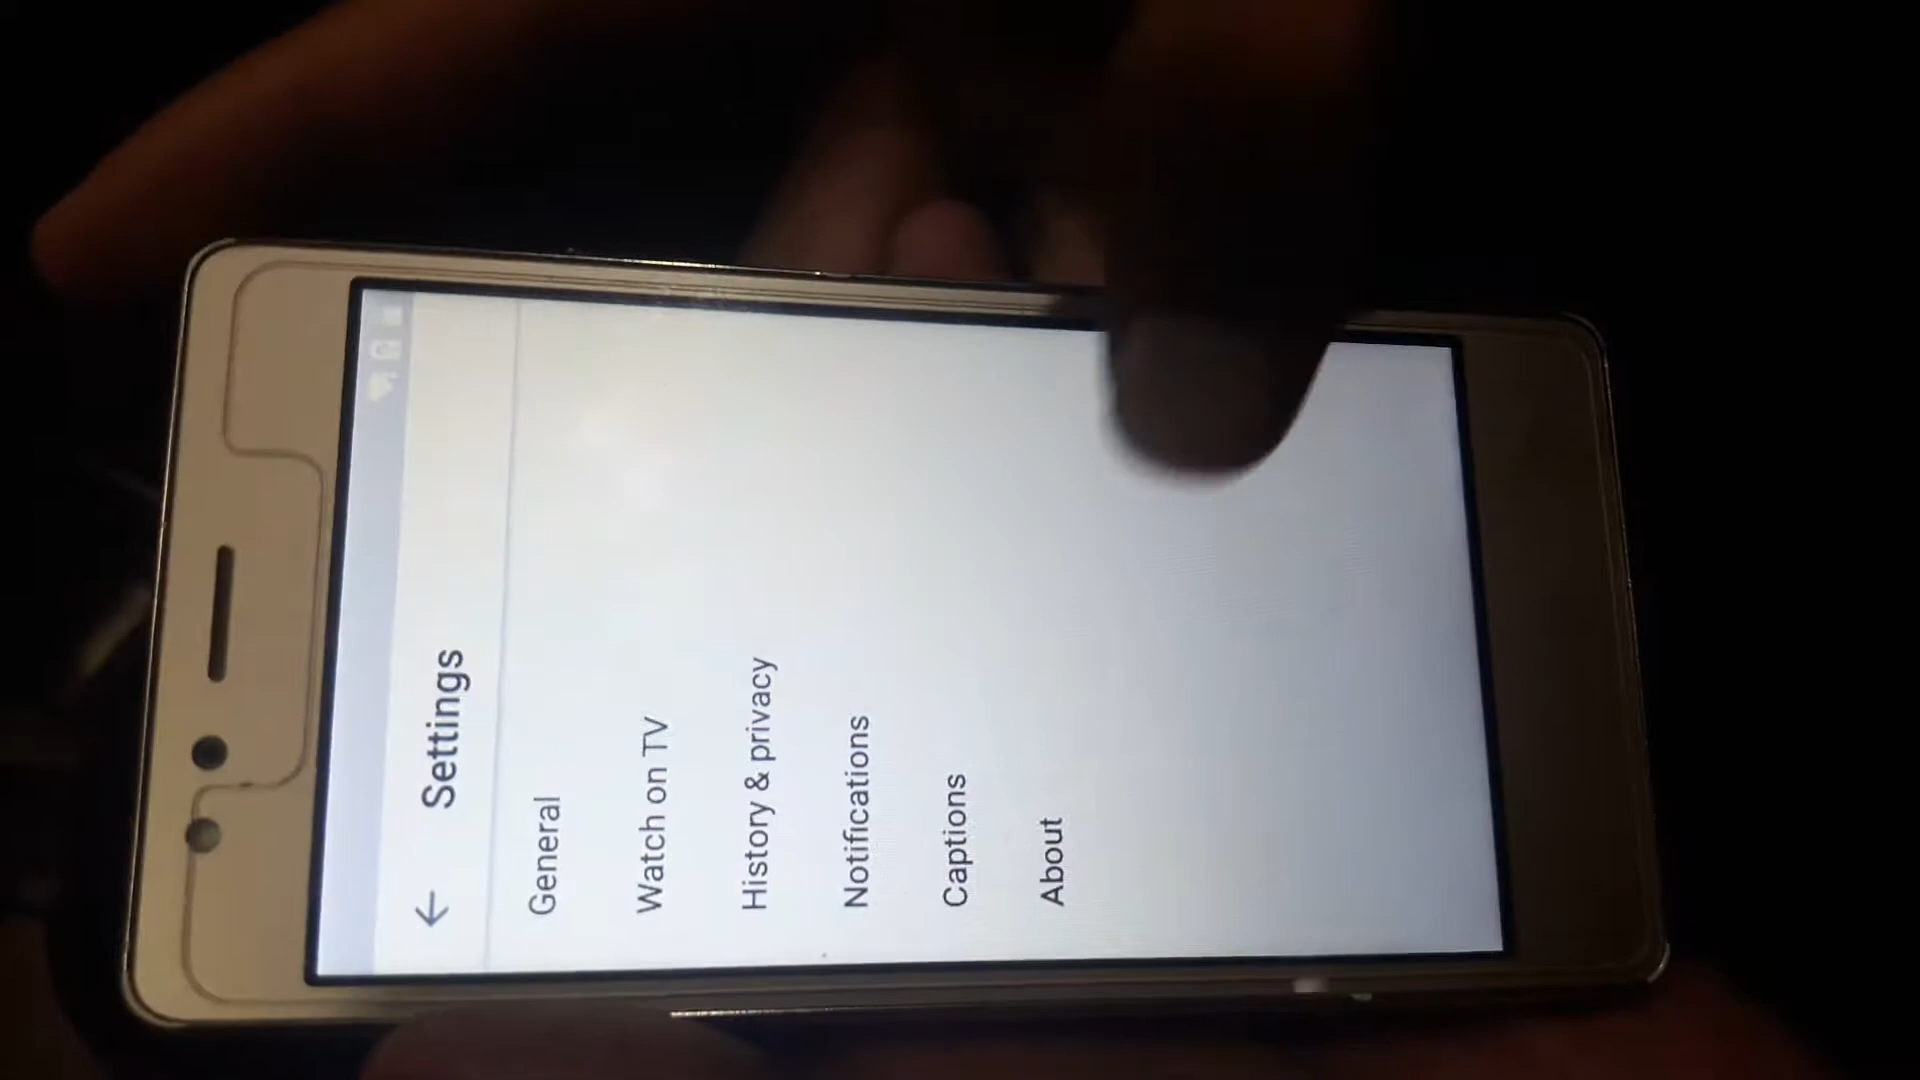 Settings
General
Watch on TV
History & privacy
Notifications
Captions
About